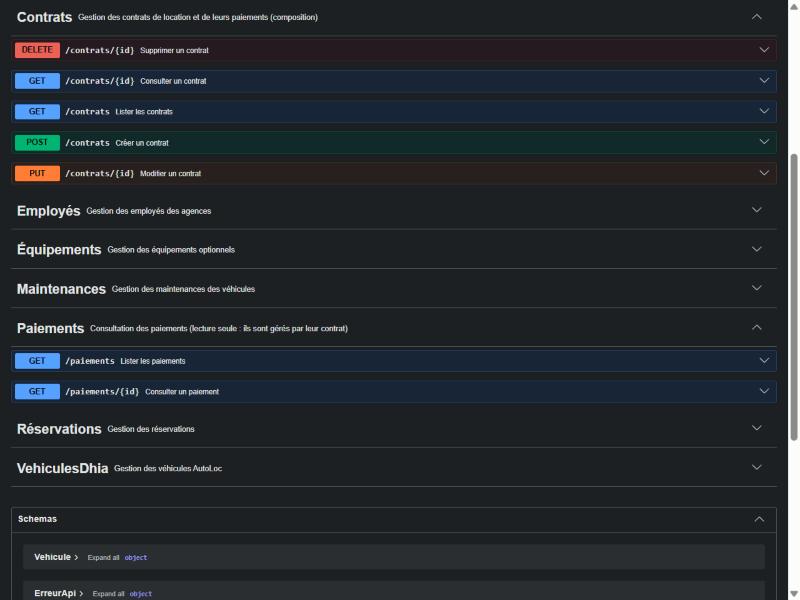 Contrats Gestion des contrats de location et de leurs paiements (composition)
DELETE /contrats/{id} Supprimer un contrat
GET /contrats/{id} Consulter un contrat
GET /contrats Lister les contrats
POST /contrats Créer un contrat
PUT /contrats/{id} Modifier un contrat
Employés Gestion des employés des agences
Équipements Gestion des équipements optionnels
Maintenances Gestion des maintenances des véhicules
Paiements Consultation des paiements (lecture seule : ils sont gérés par leur contrat)
GET /paiements Lister les paiements
GET /paiements/{id} Consulter un paiement
Réservations Gestion des réservations
VehiculesDhia Gestion des véhicules AutoLoc
Schemas
Vehicule Expand all object
ErreurApi Expand all object